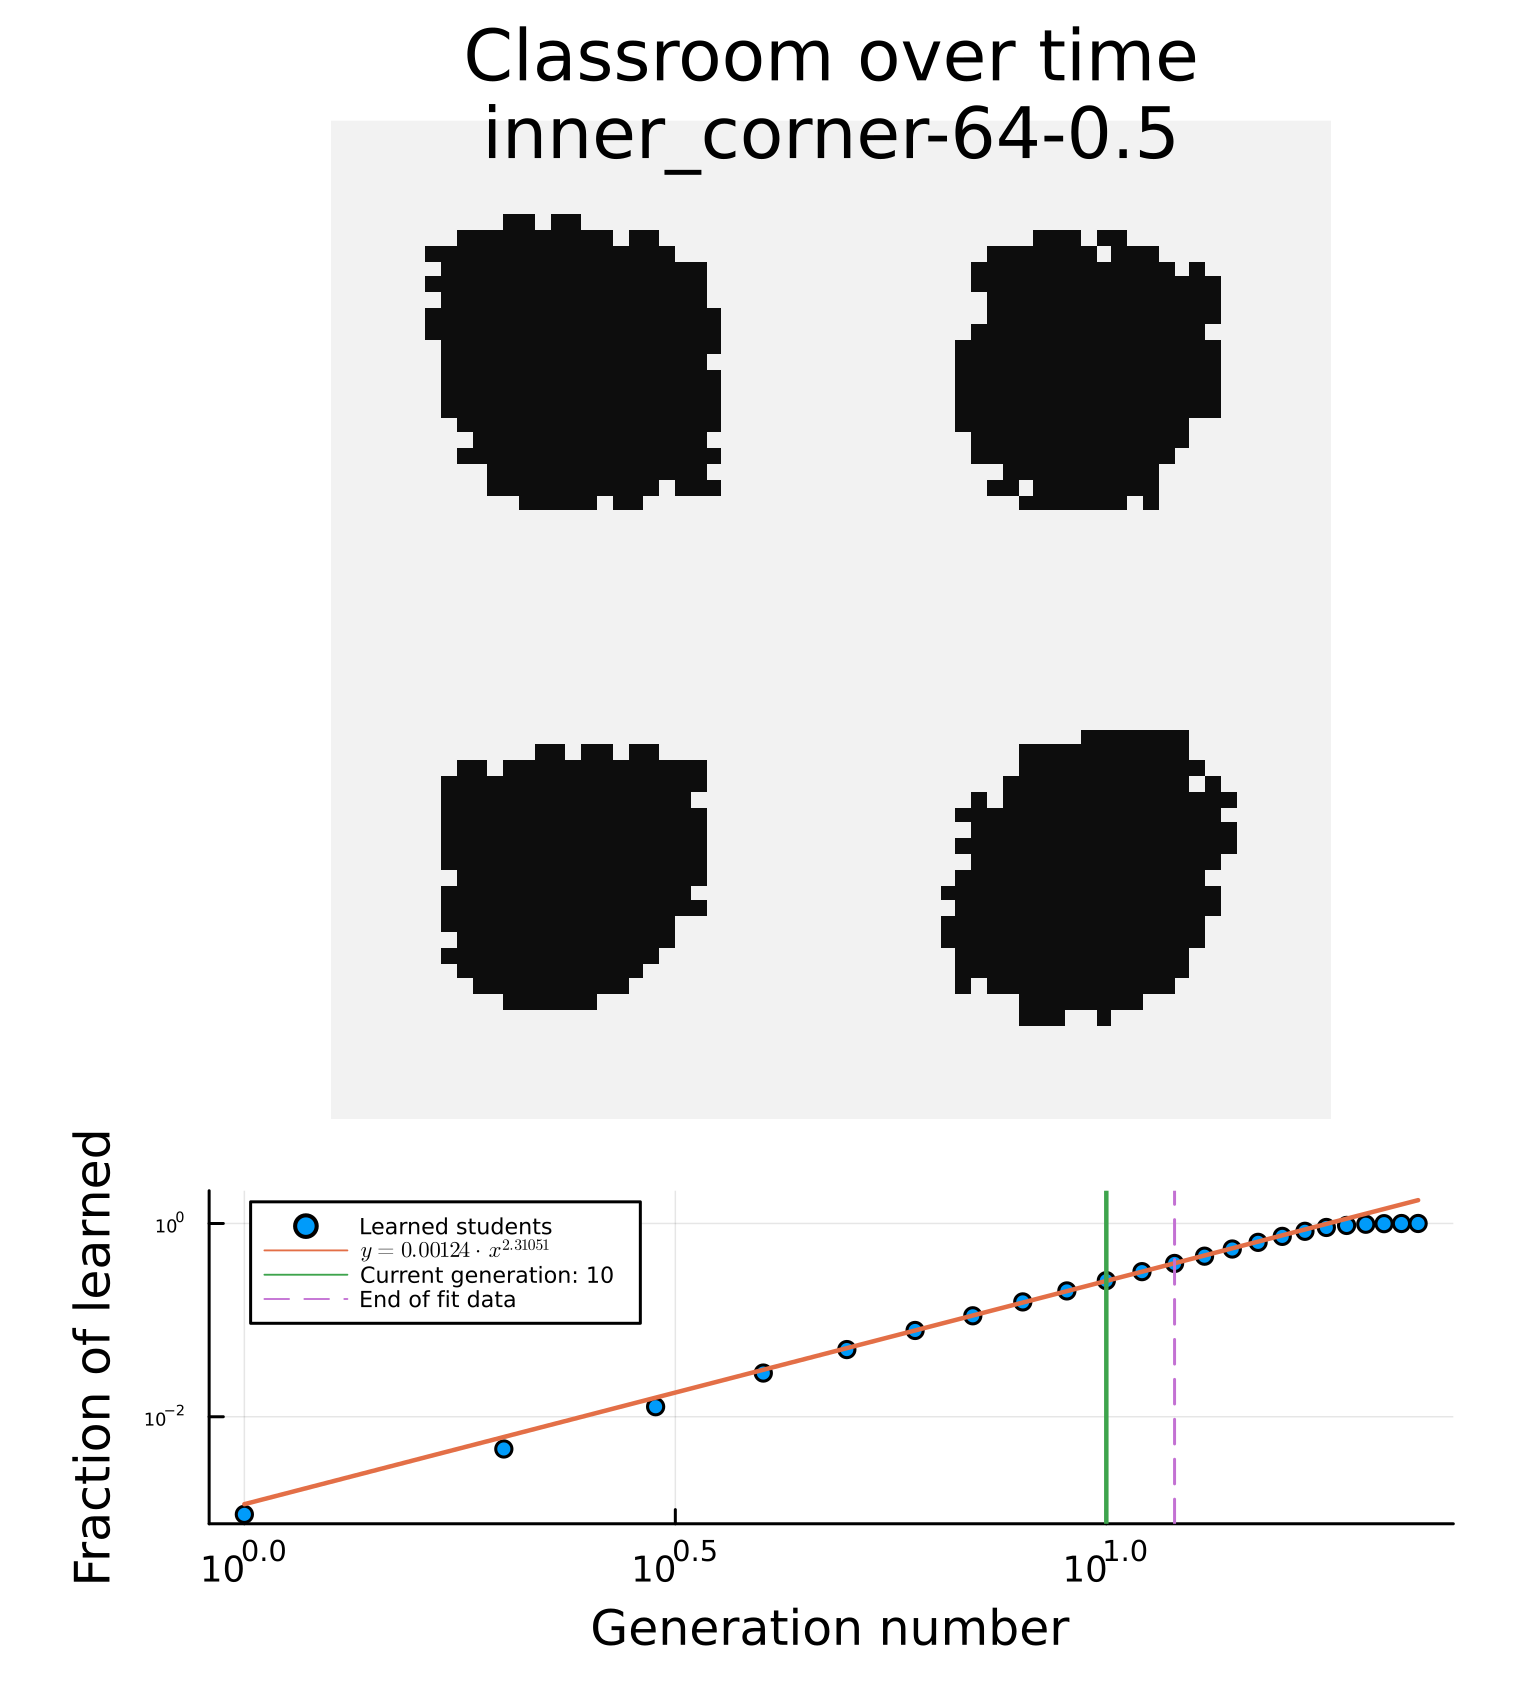 Classroom over time
inner_corner-64-0.5
Fraction of learned
10^0
10^−2
Learned students
y = 0.00124 · x^2.31051
Current generation: 10
End of fit data
10^0.0
10^0.5
10^1.0
Generation number